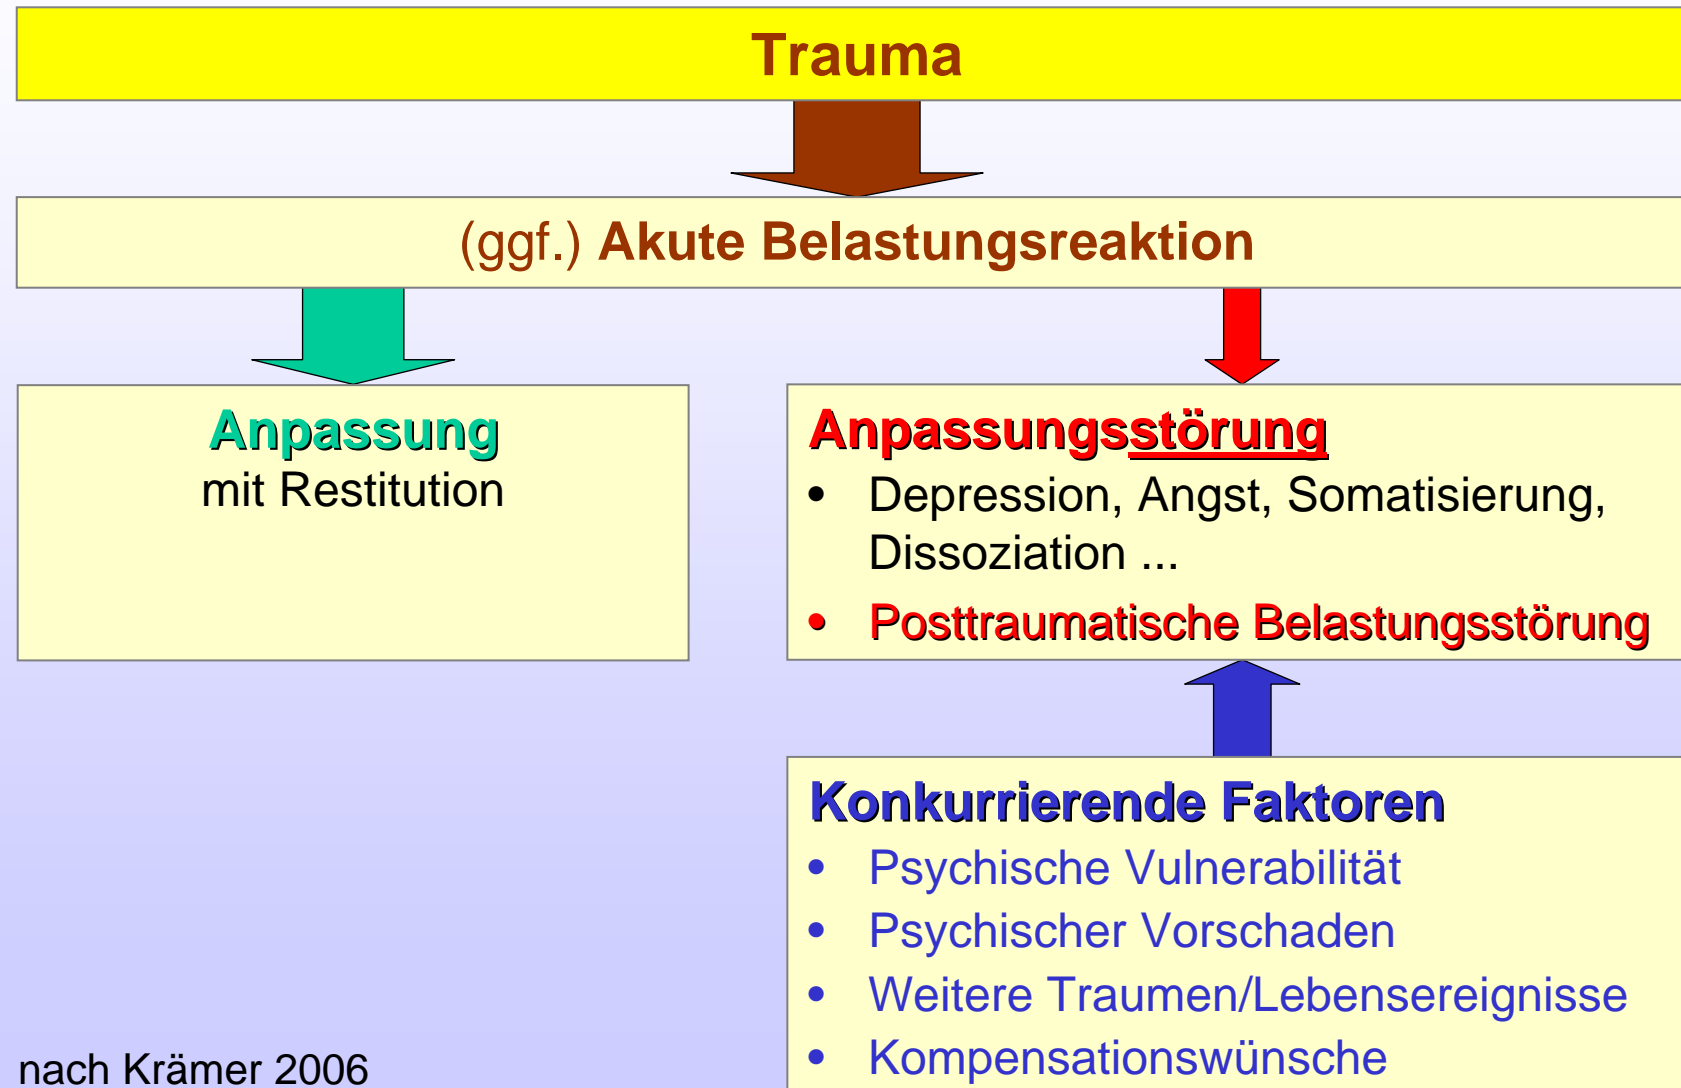 Trauma
(ggf.) Akute Belastungsreaktion
Anpassung
mit Restitution
Anpassungsstörung
• Depression, Angst, Somatisierung,
Dissoziation ...
• Posttraumatische Belastungsstörung
Konkurrierende Faktoren
• Psychische Vulnerabilität
• Psychischer Vorschaden
• Weitere Traumen/Lebensereignisse
• Kompensationswünsche
nach Krämer 2006